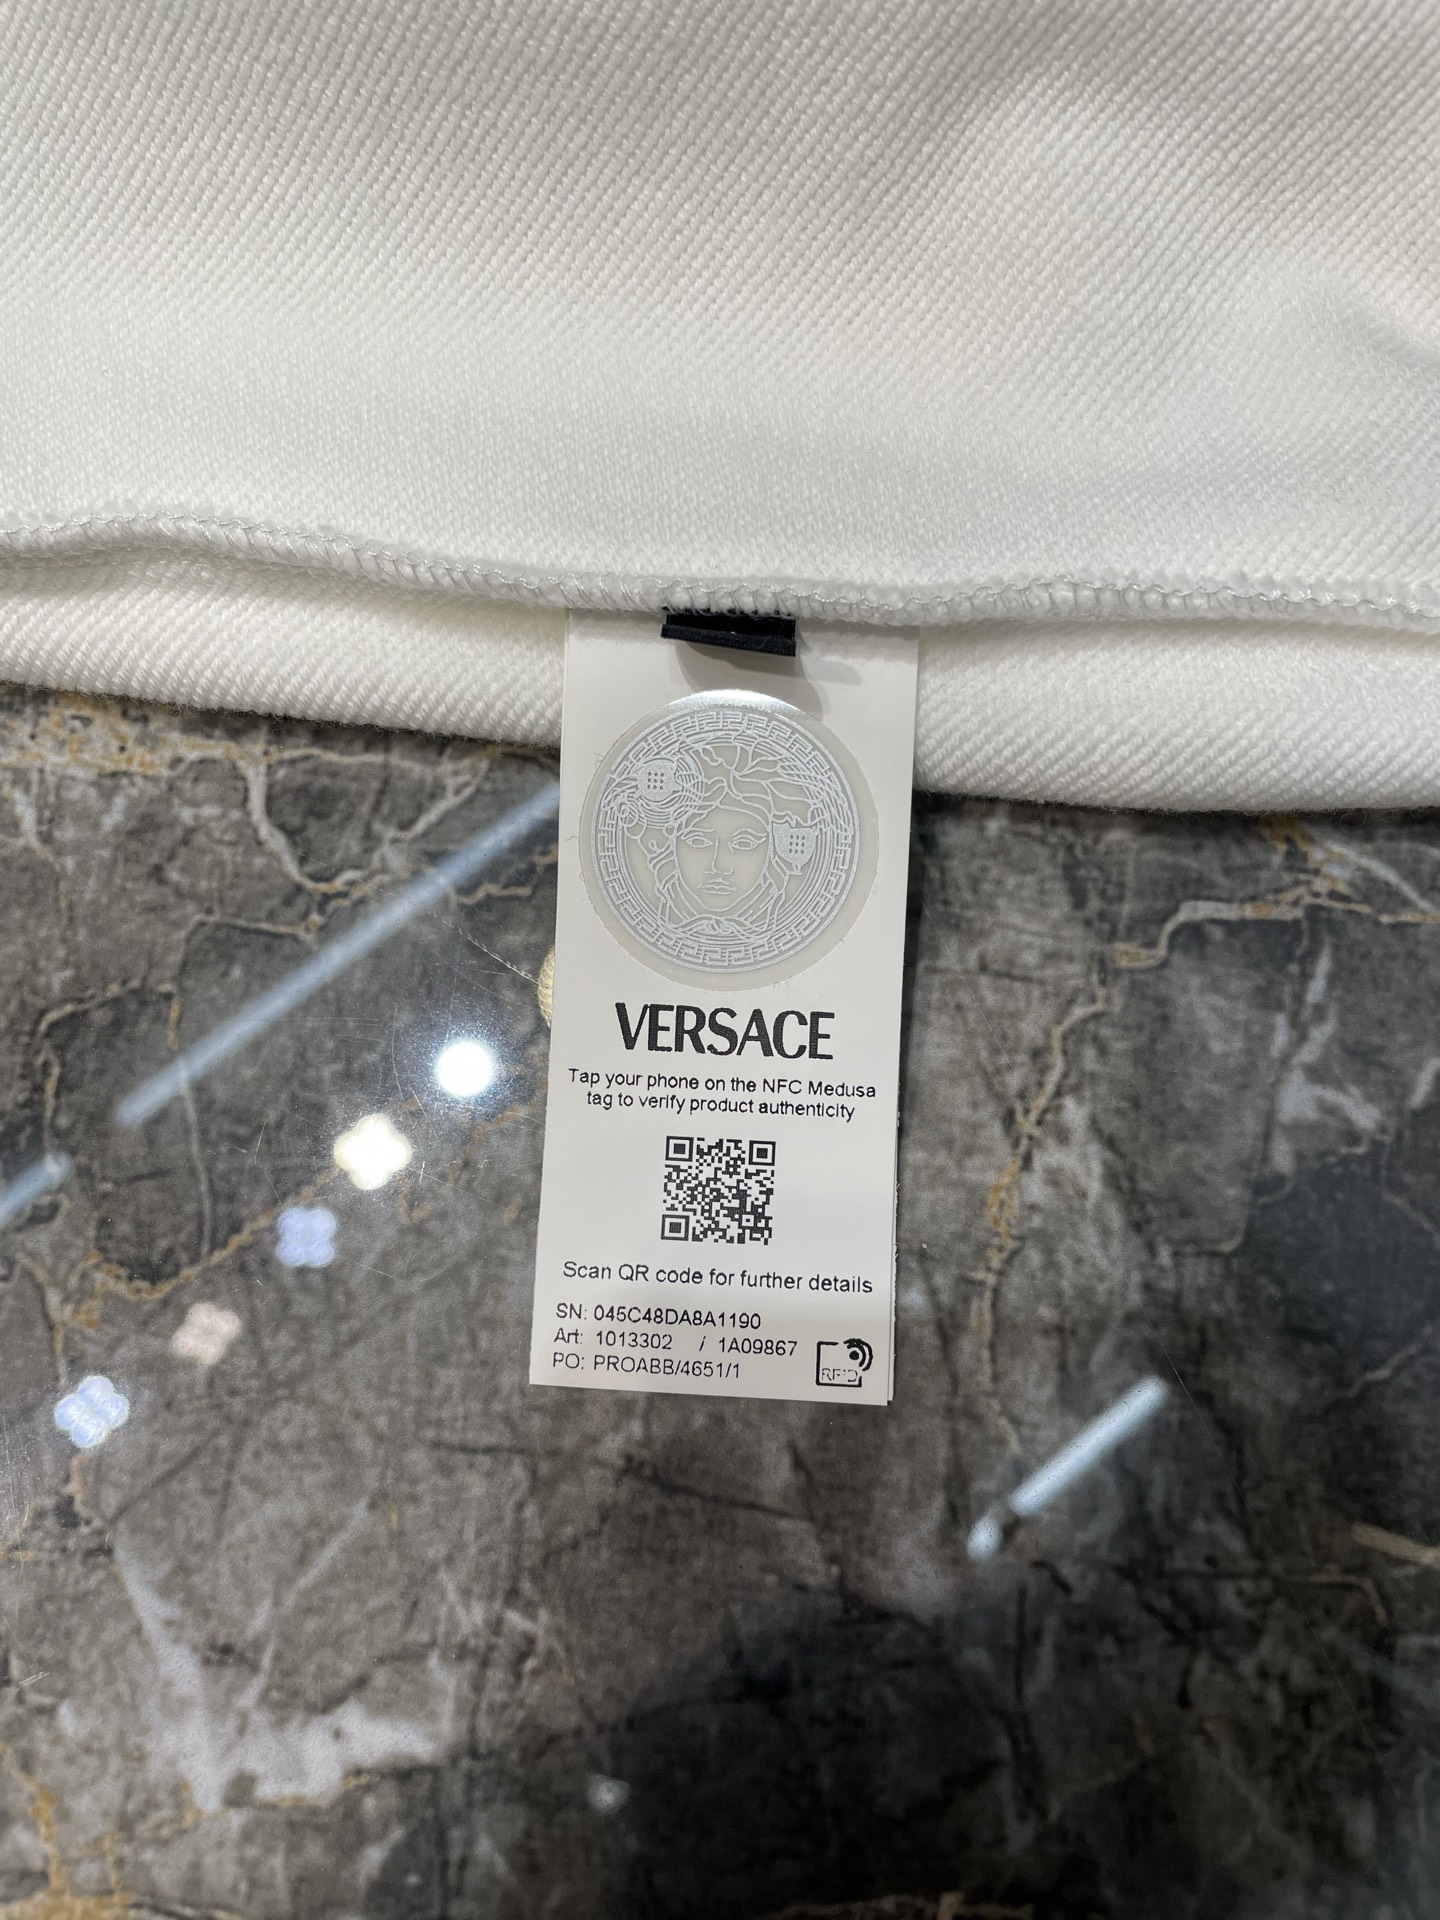 VERSACE
Tap your phone on the NFC Medusa
tag to verify product authenticity
Scan QR code for further details
SN: 045C48DA8A1190
Art: 1013302 / 1A09867
PO: PROABB/4651/1
RFID